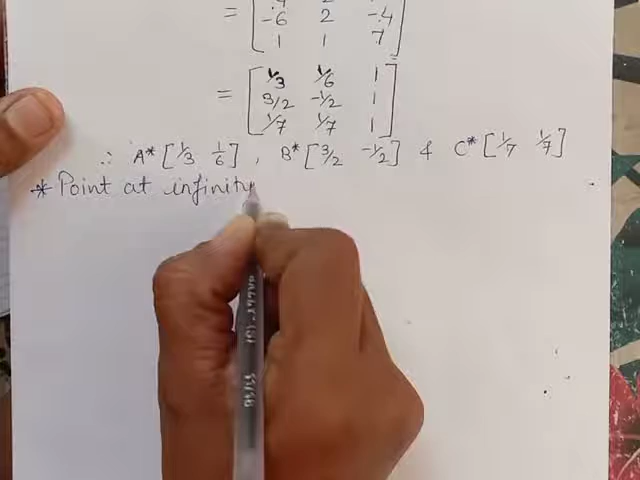 = [ -6 2 -4
1 1 7 ]
= [ 1/3 1/6 1
3/2 -1/2 1
1/7 1/7 1 ]
∴ A* [1/3 1/6] , B* [3/2 -1/2] & C* [1/7 1/7]
* Point at infinity